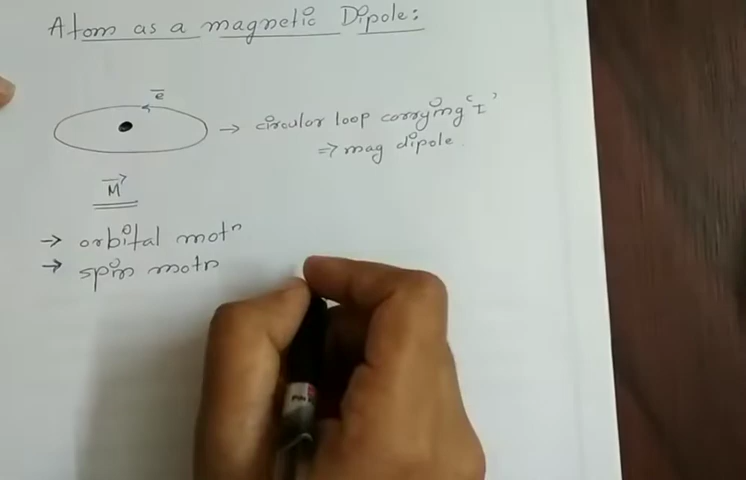 Atom as a magnetic Dipole:
e
→ circular loop carrying 'I'
⇒ mag dipole.
M
→ orbital motⁿ
→ spin motn